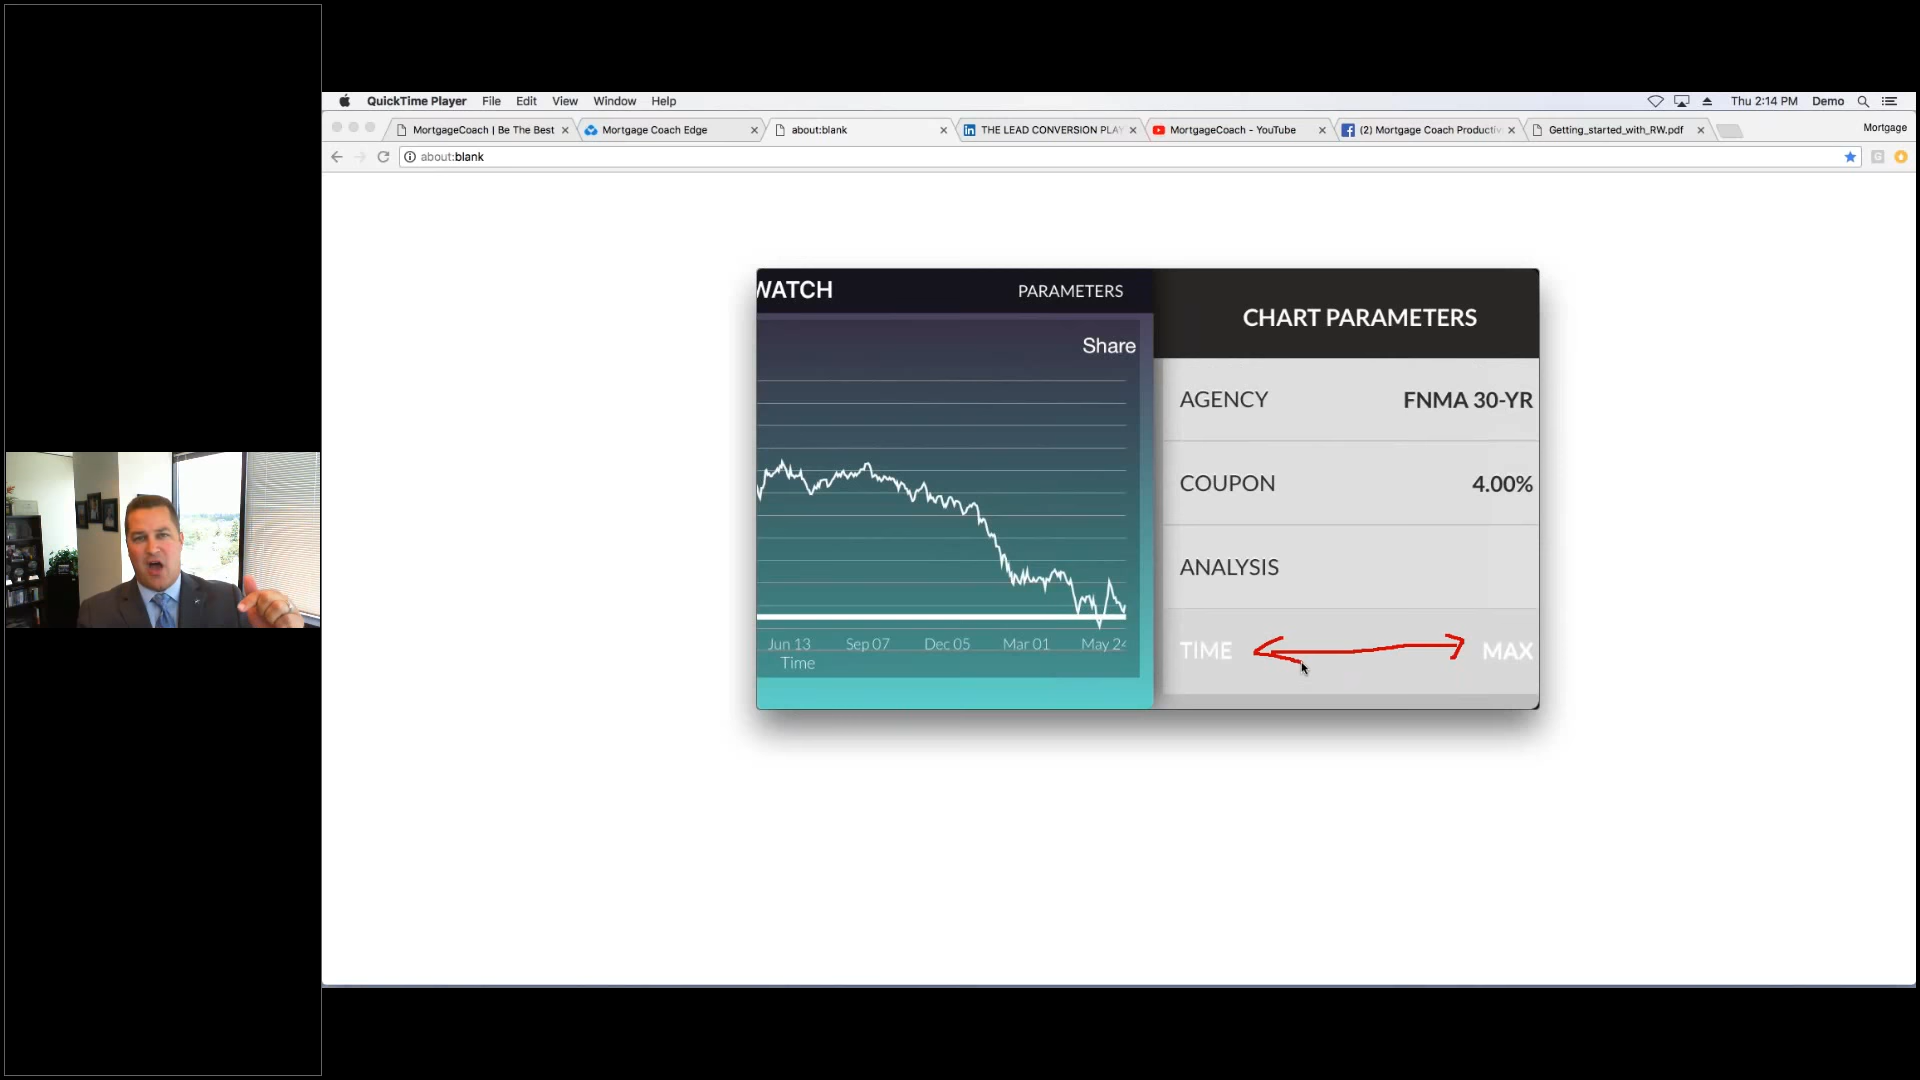 QuickTime Player File Edit View Window Help Thu 2:14 PM Demo
MortgageCoach | Be The Best Mortgage Coach Edge about:blank THE LEAD CONVERSION PLA MortgageCoach - YouTube (2) Mortgage Coach Productiv Getting_started_with_RW.pdf Mortgage
about:blank
WATCH PARAMETERS
Share
Jun 13 Sep 07 Dec 05 Mar 01 May 24
Time
CHART PARAMETERS
AGENCY FNMA 30-YR
COUPON 4.00%
ANALYSIS
TIME MAX